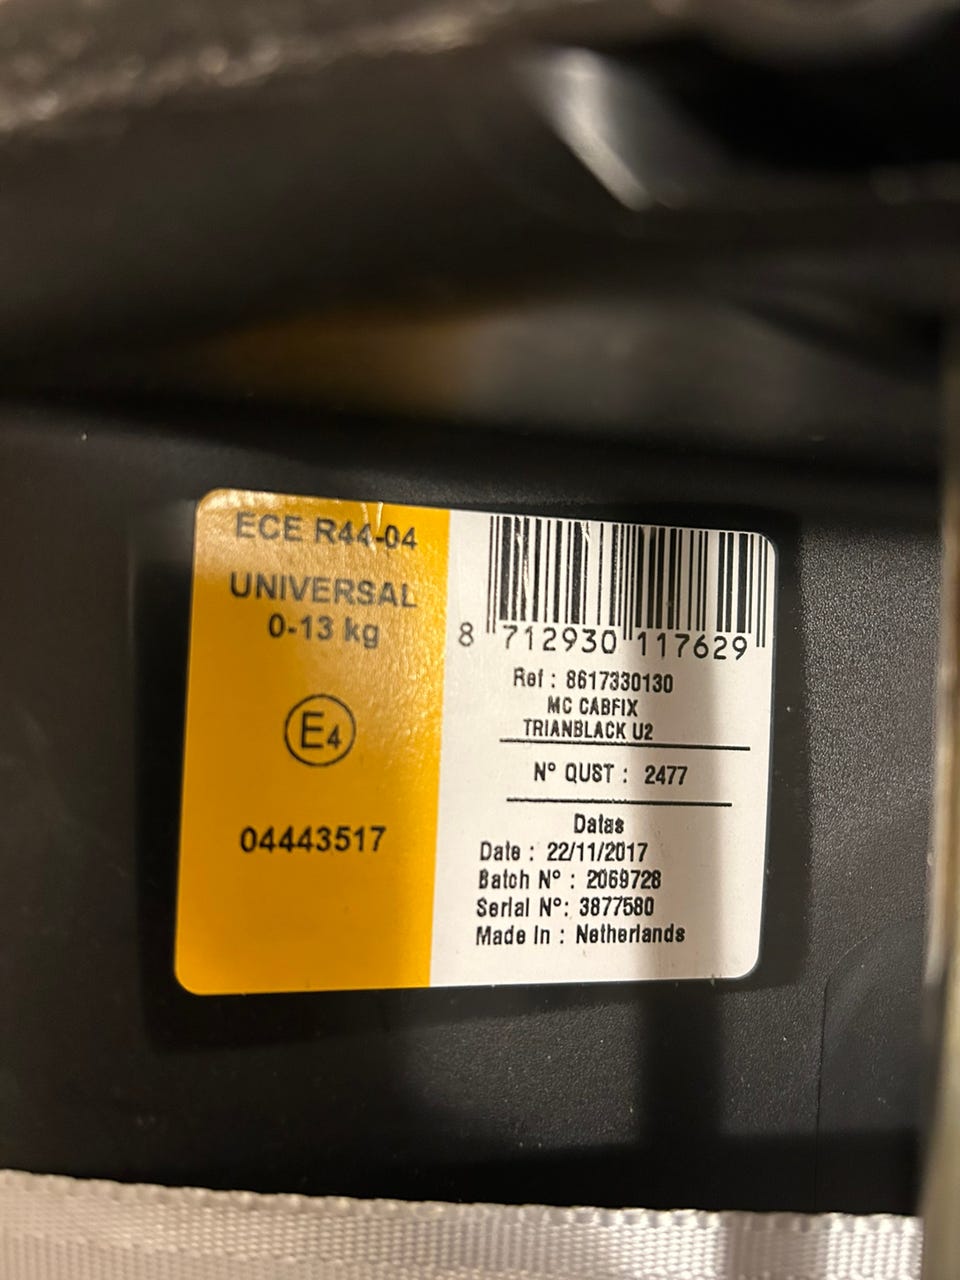 ECE R44-04
UNIVERSAL
0-13 kg
E4
04443517
8 712930 117629
Ref : 8617330130
MC CABFIX
TRIANBLACK U2
N° QUST : 2477
Datas
Date : 22/11/2017
Batch N° : 2069728
Serial N°: 3877580
Made In : Netherlands